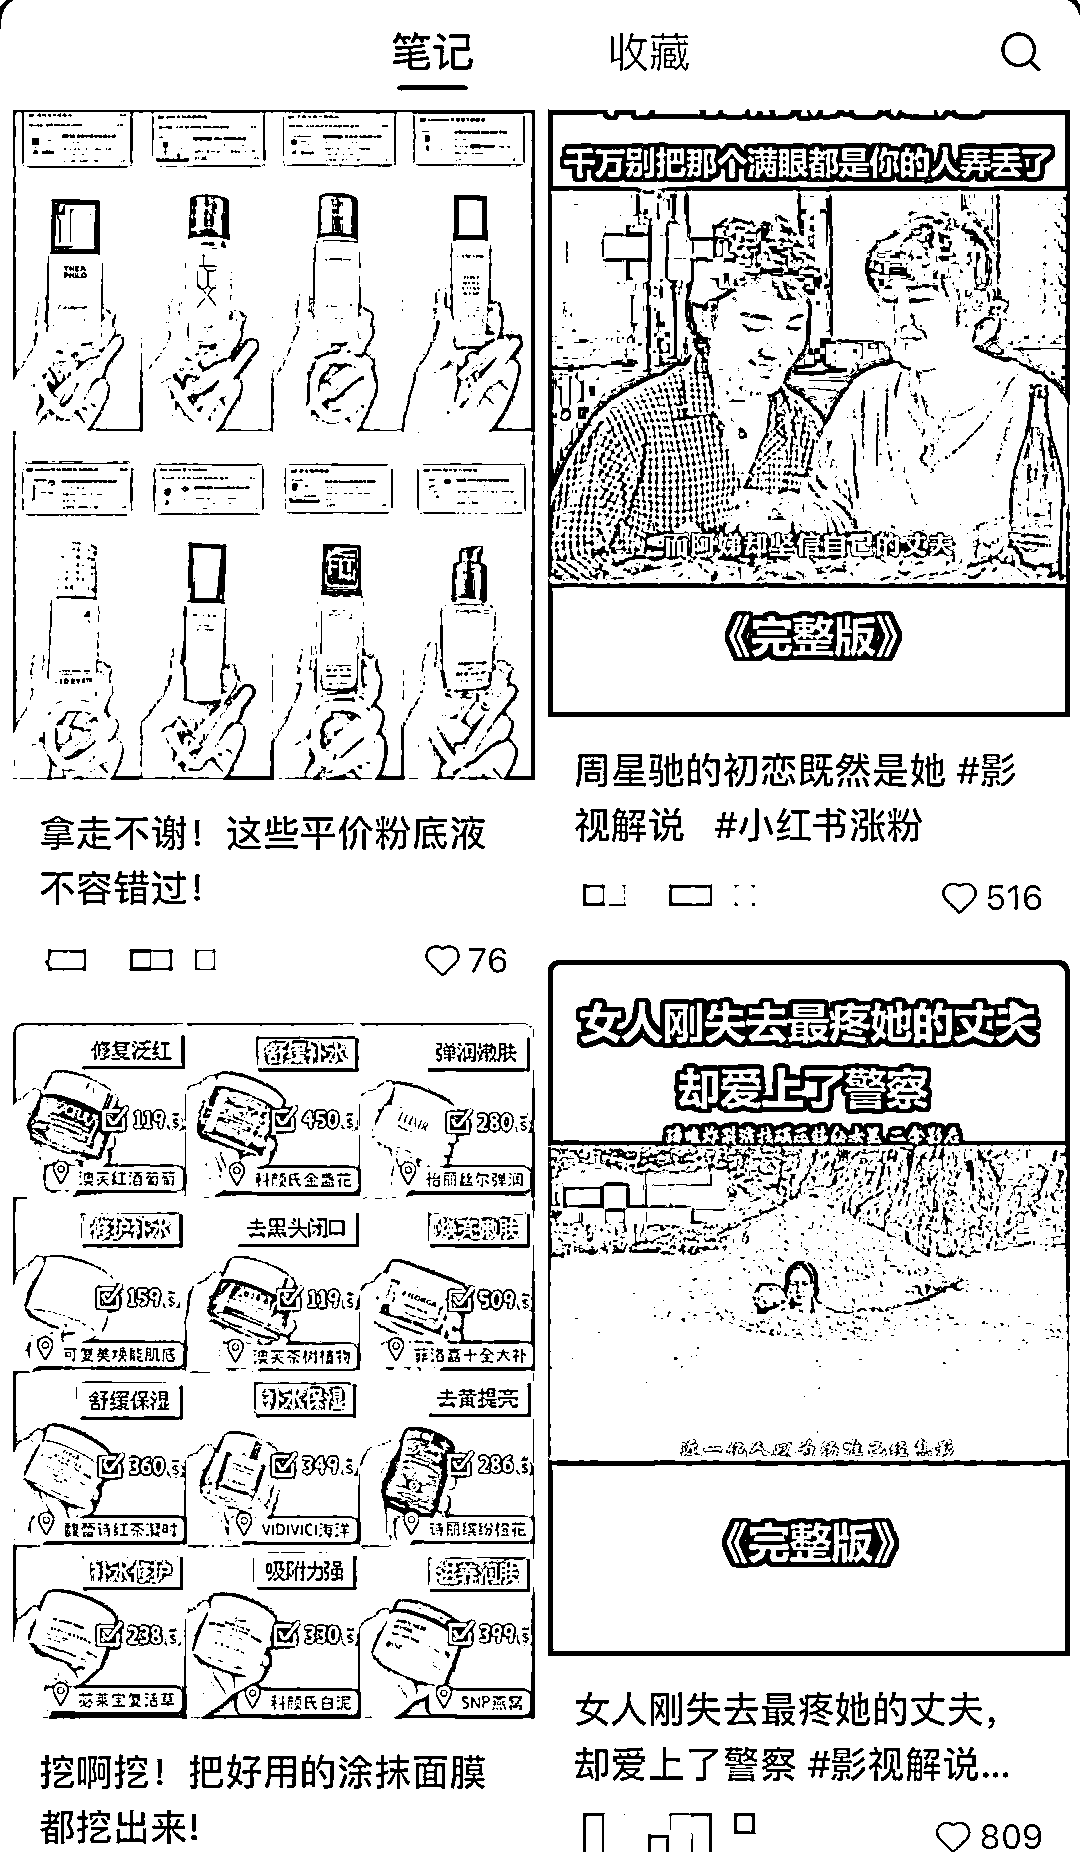 笔记
收藏
THEA
PHILO
拿走不谢！这些平价粉底液
不容错过！
76
千万别把那个满眼都是你的人弄丢了
而阿娣却坚信自己的丈夫
《完整版》
周星驰的初恋既然是她 #影
视解说 #小红书涨粉
516
修复泛红
舒缓补水
弹润嫩肤
119
450
280
澳芙红酒葡萄
科颜氏金盏花
怡丽丝尔弹润
修护补水
去黑头闭口
焕亮嫩肤
159
119
509
可复美焕能肌底
澳芙茶树植物
菲洛嘉十全大补
舒缓保湿
补水保湿
去黄提亮
360
349
286
馥蕾诗红茶凝时
VIDIVICI海洋
诗丽缤纷橙花
补水修护
吸附力强
滋养润肤
238
330
399
芯莱宝复活草
科颜氏白泥
SNP燕窝
挖啊挖！把好用的涂抹面膜
都挖出来！
女人刚失去最疼她的丈夫
却爱上了警察
《完整版》
女人刚失去最疼她的丈夫，
却爱上了警察 #影视解说...
809